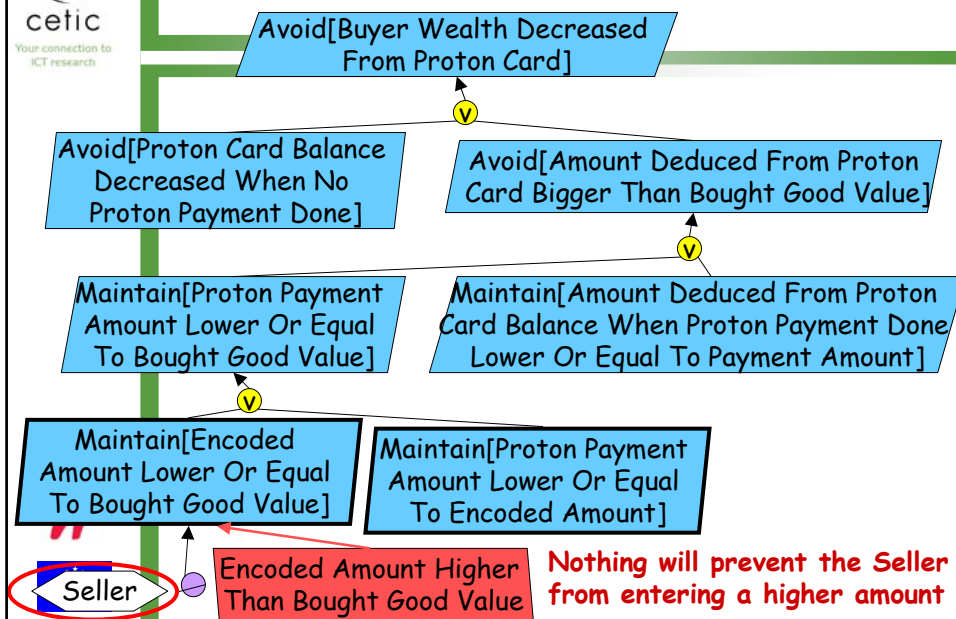 cetic
Your connection to
ICT research
Avoid[Buyer Wealth Decreased
From Proton Card]
v
Avoid[Proton Card Balance
Decreased When No
Proton Payment Done]
Avoid[Amount Deduced From Proton
Card Bigger Than Bought Good Value]
v
Maintain[Proton Payment
Amount Lower Or Equal
To Bought Good Value]
Maintain[Amount Deduced From Proton
Card Balance When Proton Payment Done
Lower Or Equal To Payment Amount]
v
Maintain[Encoded
Amount Lower Or Equal
To Bought Good Value]
Maintain[Proton Payment
Amount Lower Or Equal
To Encoded Amount]
Seller
Encoded Amount Higher
Than Bought Good Value
Nothing will prevent the Seller
from entering a higher amount